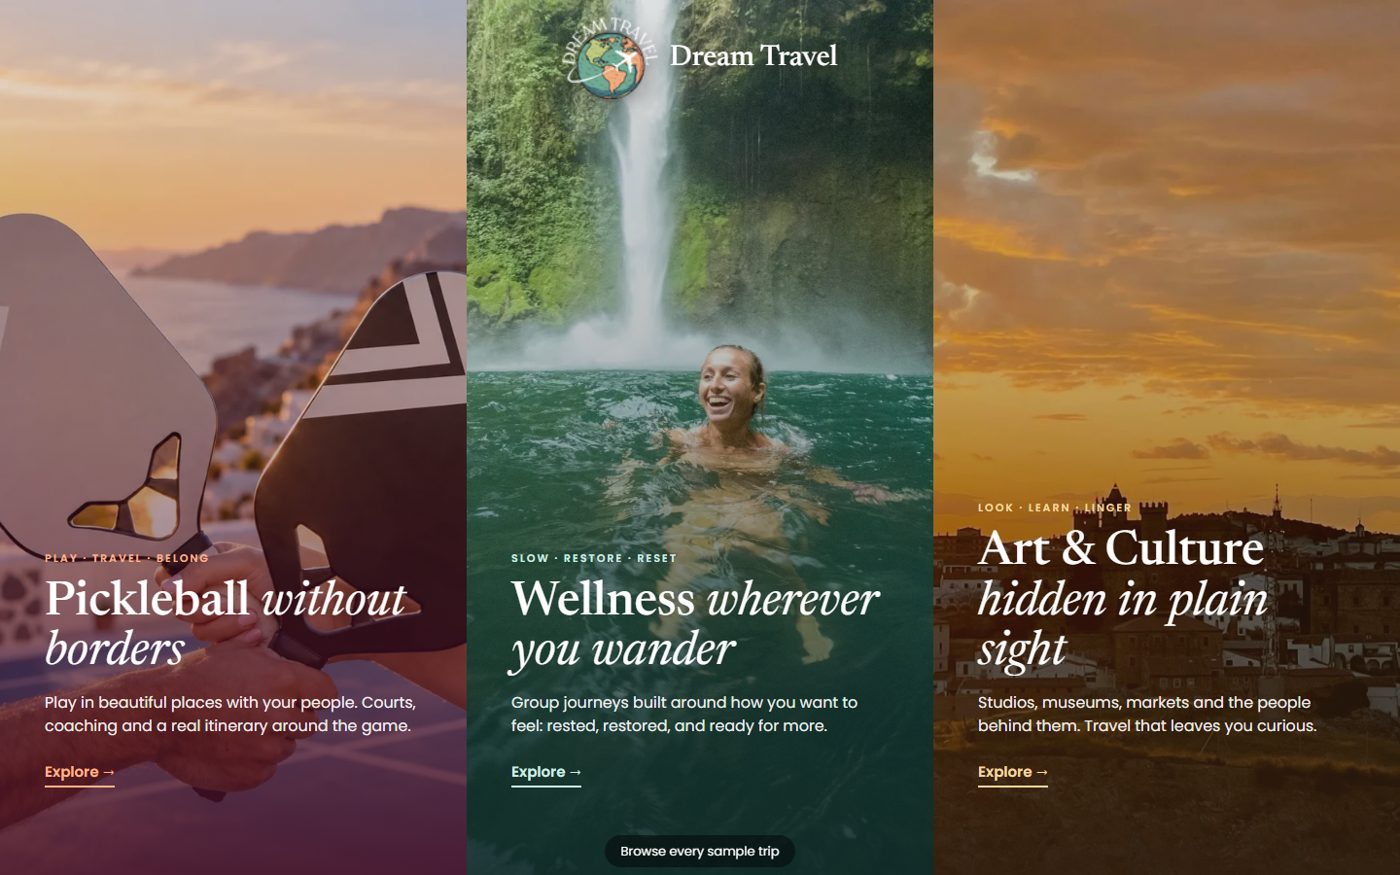 DREAM TRAVEL
Dream Travel
PLAY · TRAVEL · BELONG
Pickleball without
borders
Play in beautiful places with your people. Courts,
coaching and a real itinerary around the game.
Explore →
SLOW · RESTORE · RESET
Wellness wherever
you wander
Group journeys built around how you want to
feel: rested, restored, and ready for more.
Explore →
LOOK · LEARN · LINGER
Art & Culture
hidden in plain
sight
Studios, museums, markets and the people
behind them. Travel that leaves you curious.
Explore →
Browse every sample trip